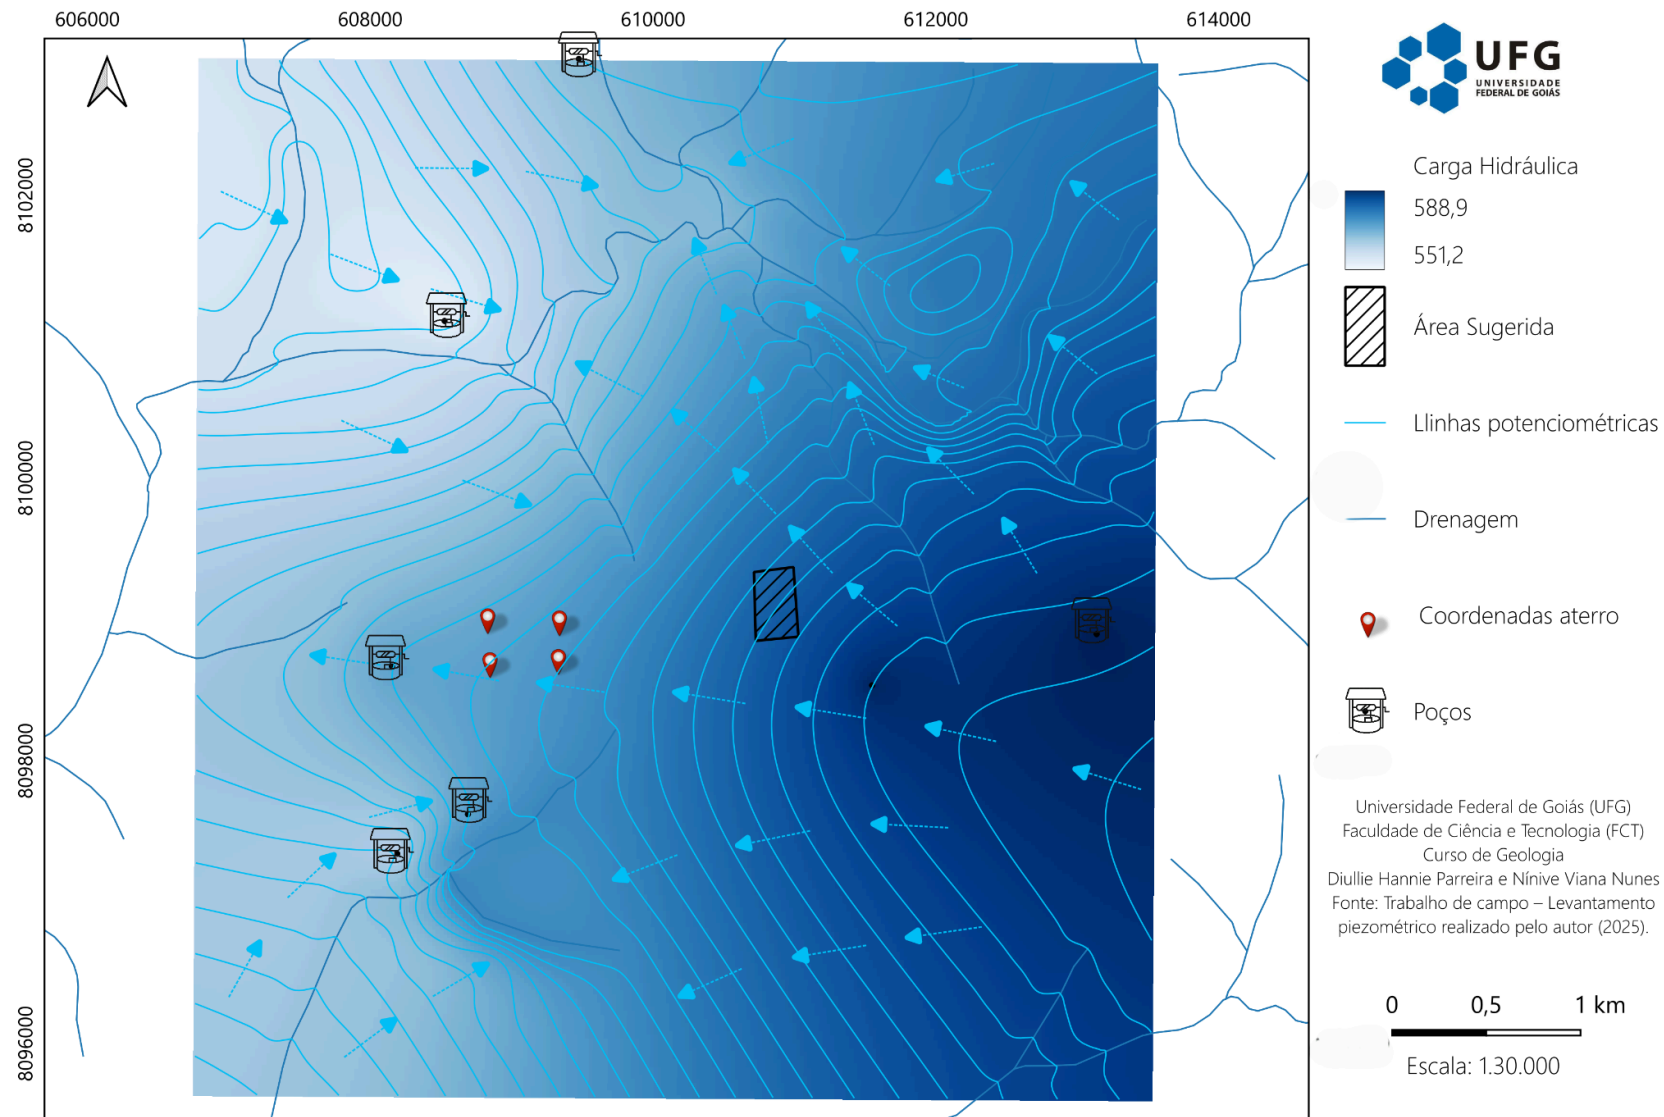 606000 608000 610000 612000 614000
8102000
8100000
8098000
8096000
UFG
UNIVERSIDADE
FEDERAL DE GOIÁS
Carga Hidráulica
588,9
551,2
Área Sugerida
Llinhas potenciométricas
Drenagem
Coordenadas aterro
Poços
Universidade Federal de Goiás (UFG)
Faculdade de Ciência e Tecnologia (FCT)
Curso de Geologia
Diullie Hannie Parreira e Nínive Viana Nunes
Fonte: Trabalho de campo – Levantamento
piezométrico realizado pelo autor (2025).
0 0,5 1 km
Escala: 1.30.000